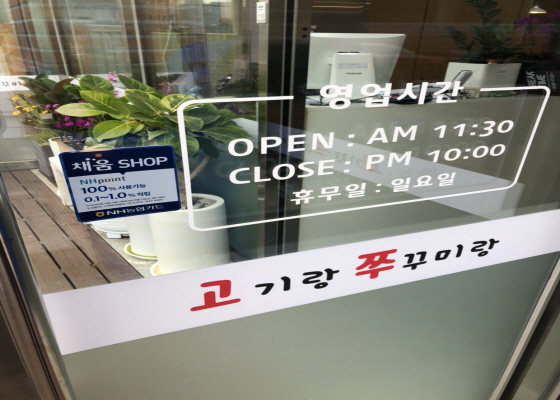 영업시간
OPEN : AM 11:30
CLOSE : PM 10:00
휴무일 : 일요일
채움 SHOP
NHpoint
100% 사용가능
0.1~1.0% 적립
NH농협카드
고기랑 쭈꾸미랑